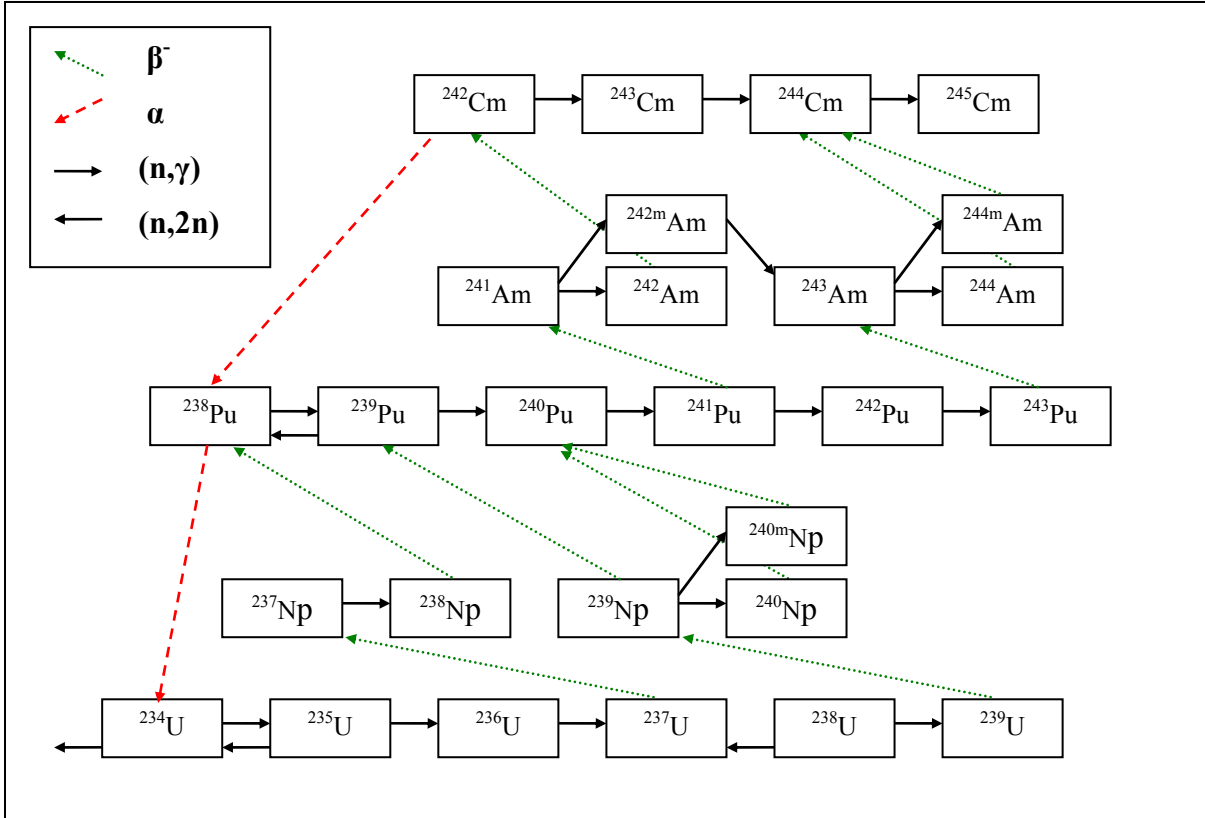 β⁻
α
(n,γ)
(n,2n)
²⁴²Cm ²⁴³Cm ²⁴⁴Cm ²⁴⁵Cm
²⁴²ᵐAm ²⁴⁴ᵐAm
²⁴¹Am ²⁴²Am ²⁴³Am ²⁴⁴Am
²³⁸Pu ²³⁹Pu ²⁴⁰Pu ²⁴¹Pu ²⁴²Pu ²⁴³Pu
²⁴⁰ᵐNp
²³⁷Np ²³⁸Np ²³⁹Np ²⁴⁰Np
²³⁴U ²³⁵U ²³⁶U ²³⁷U ²³⁸U ²³⁹U